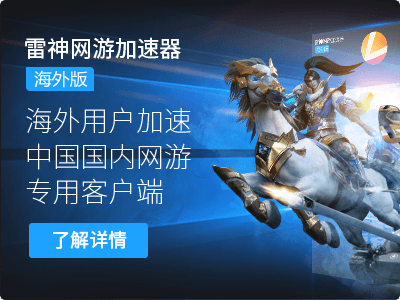 雷神网游加速器
海外版
海外用户加速
中国国内网游
专用客户端
了解详情